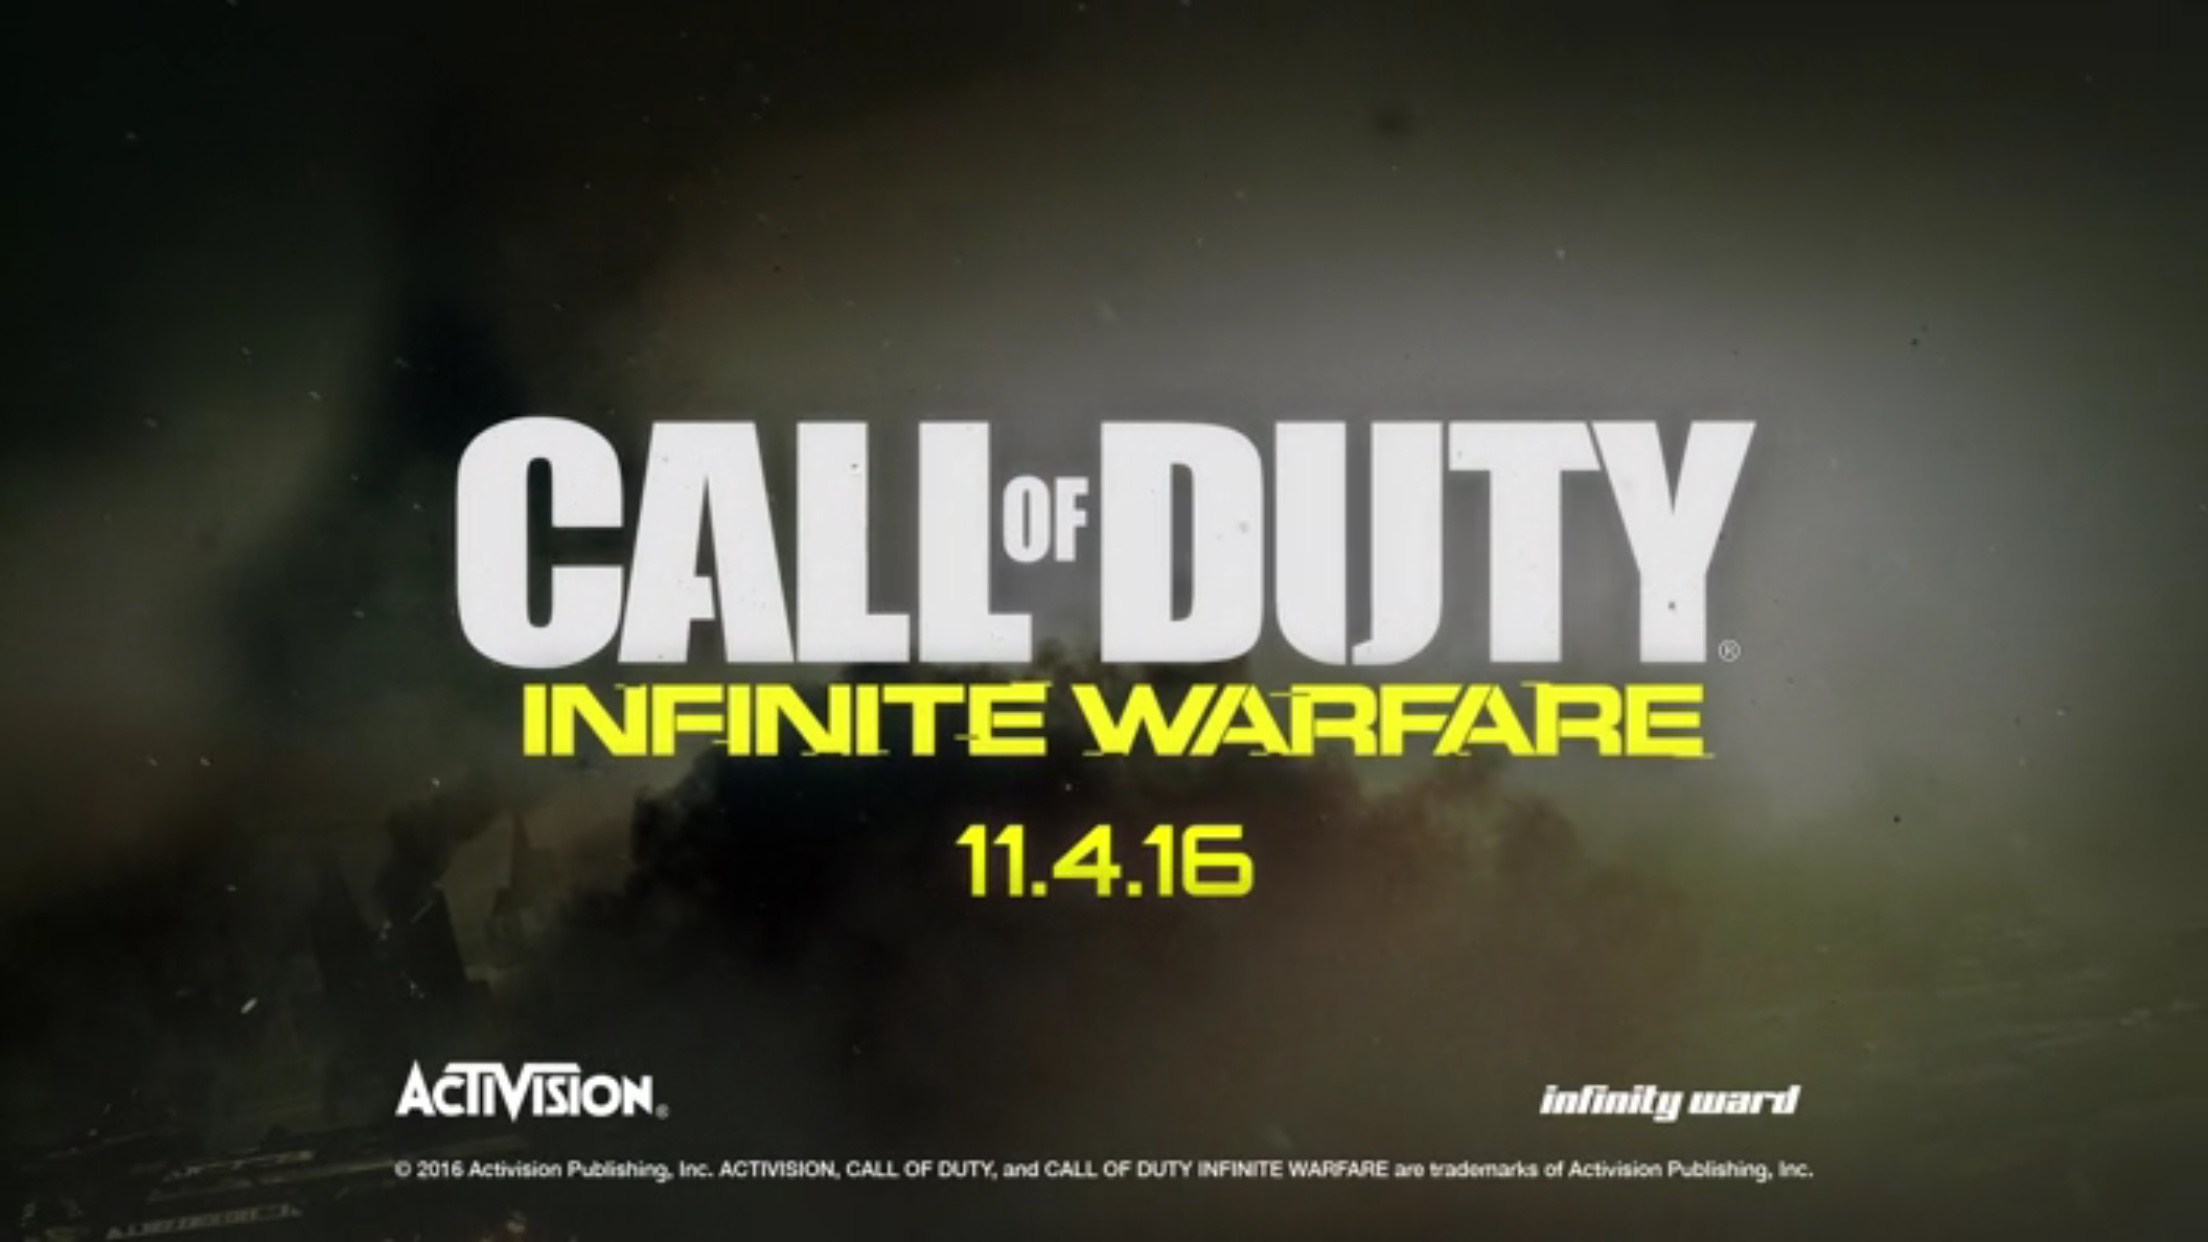 CALL OF DUTY®
INFINITE WARFARE
11.4.16
ACTIVISION®
infinity ward
© 2016 Activision Publishing, Inc. ACTIVISION, CALL OF DUTY, and CALL OF DUTY INFINITE WARFARE are trademarks of Activision Publishing, Inc.